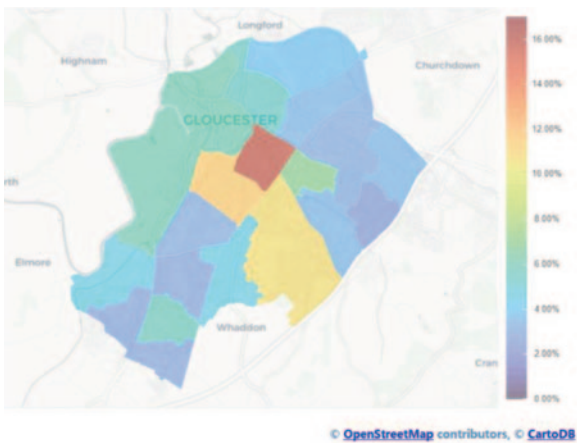 Longford
Highnam
Churchdown
GLOUCESTER
rth
Elmore
Whaddon
Cran
16.00%
14.00%
12.00%
10.00%
8.00%
6.00%
4.00%
2.00%
0.00%
© OpenStreetMap contributors, © CartoDB